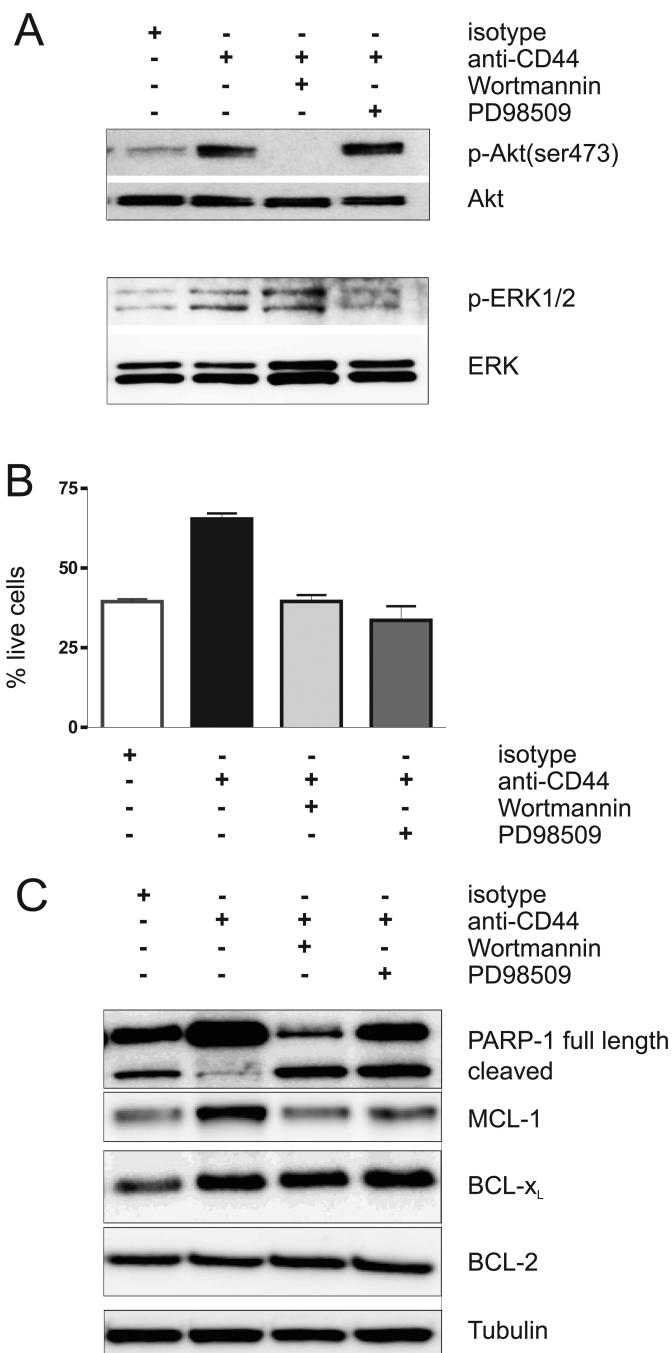 A
+ - - - isotype
- + + + anti-CD44
- - + - Wortmannin
- - - + PD98509
p-Akt(ser473)
Akt
p-ERK1/2
ERK
B
75
50
25
0
% live cells
+ - - - isotype
- + + + anti-CD44
- - + - Wortmannin
- - - + PD98509
C
+ - - - isotype
- + + + anti-CD44
- - + - Wortmannin
- - - + PD98509
PARP-1 full length
cleaved
MCL-1
BCL-xL
BCL-2
Tubulin